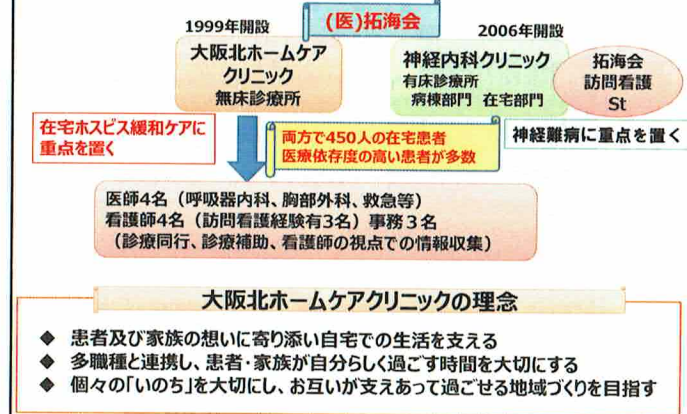 (医)拓海会
1999年開設
2006年開設
大阪北ホームケア
クリニック
無床診療所
神経内科クリニック
有床診療所
病棟部門 在宅部門
拓海会
訪問看護
St
在宅ホスピス緩和ケアに
重点を置く
両方で450人の在宅患者
医療依存度の高い患者が多数
神経難病に重点を置く
医師4名（呼吸器内科、胸部外科、救急等）
看護師4名（訪問看護経験有3名）事務３名
（診療同行、診療補助、看護師の視点での情報収集）
大阪北ホームケアクリニックの理念
◆ 患者及び家族の想いに寄り添い自宅での生活を支える
◆ 多職種と連携し、患者・家族が自分らしく過ごす時間を大切にする
◆ 個々の「いのち」を大切にし、お互いが支えあって過ごせる地域づくりを目指す